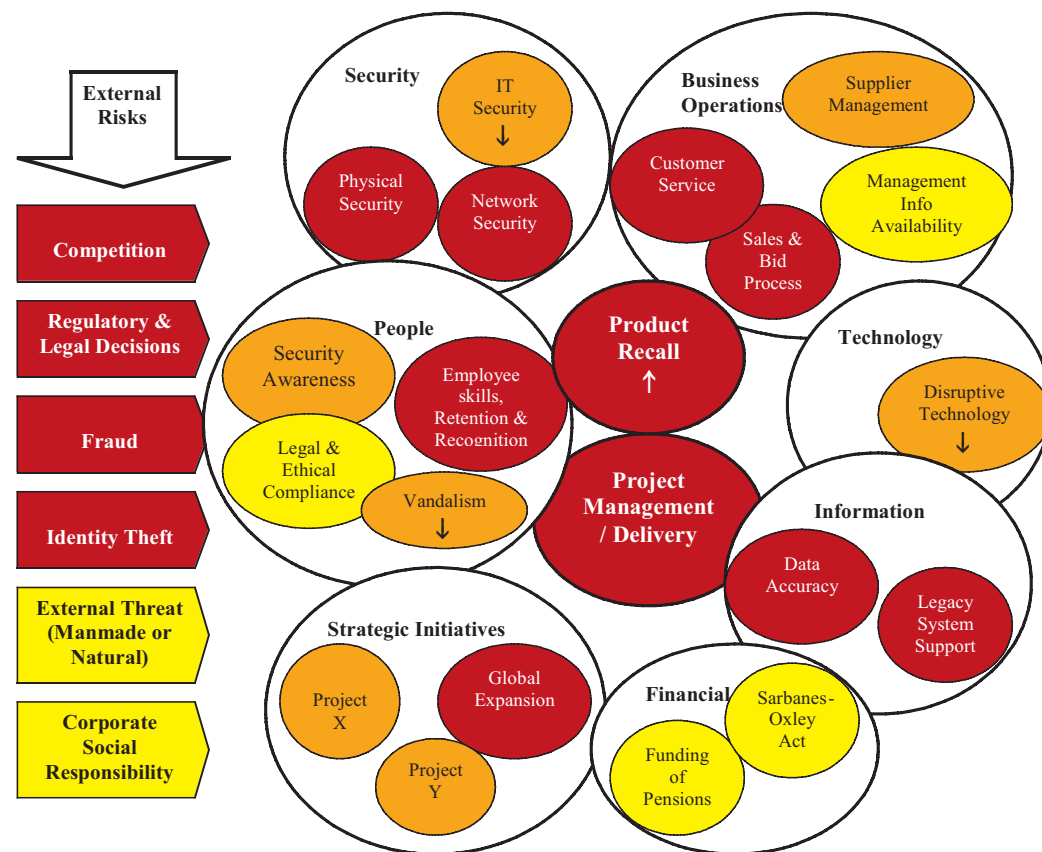 External
Risks
Competition
Regulatory &
Legal Decisions
Fraud
Identity Theft
External Threat
(Manmade or
Natural)
Corporate
Social
Responsibility
Security
IT
Security
↓
Physical
Security
Network
Security
Business
Operations
Supplier
Management
Customer
Service
Management
Info
Availability
Sales &
Bid
Process
People
Security
Awareness
Employee
skills,
Retention &
Recognition
Legal &
Ethical
Compliance
Vandalism
↓
Product
Recall
↑
Project
Management
/ Delivery
Technology
Disruptive
Technology
↓
Information
Data
Accuracy
Legacy
System
Support
Strategic Initiatives
Project
X
Global
Expansion
Project
Y
Financial
Sarbanes-
Oxley
Act
Funding
of
Pensions